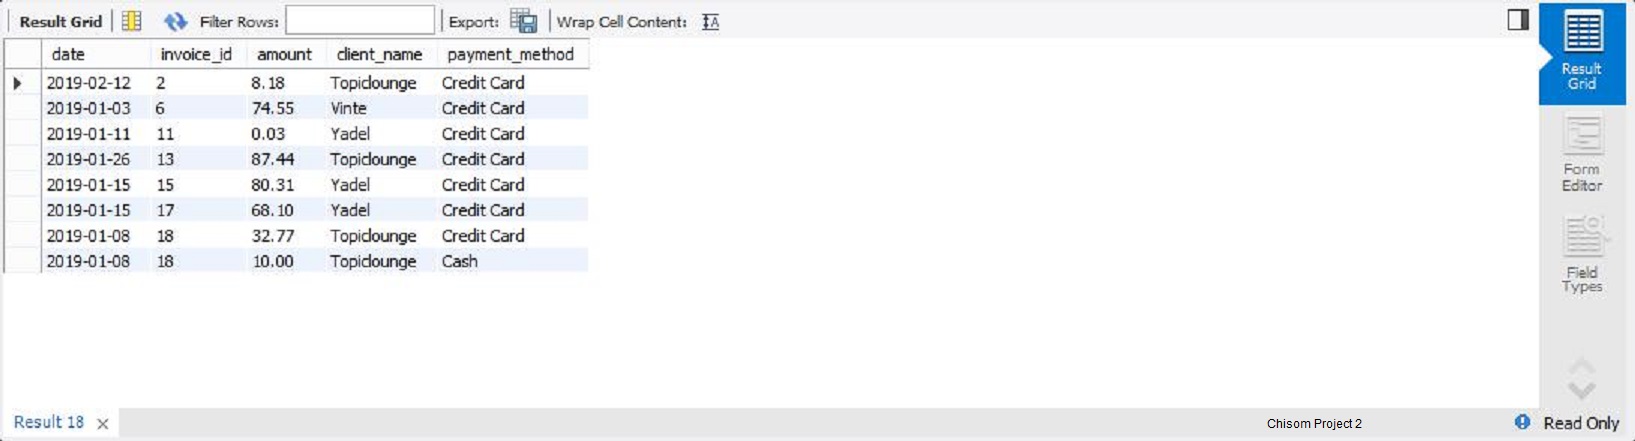 Result Grid Filter Rows: Export: Wrap Cell Content: IA
date invoice_id amount client_name payment_method
2019-02-12 2 8.18 Topiclounge Credit Card
2019-01-03 6 74.55 Vinte Credit Card
2019-01-11 11 0.03 Yadel Credit Card
2019-01-26 13 87.44 Topiclounge Credit Card
2019-01-15 15 80.31 Yadel Credit Card
2019-01-15 17 68.10 Yadel Credit Card
2019-01-08 18 32.77 Topiclounge Credit Card
2019-01-08 18 10.00 Topiclounge Cash
Result
Grid
Form
Editor
Field
Types
Result 18 × Chisom Project 2 Read Only